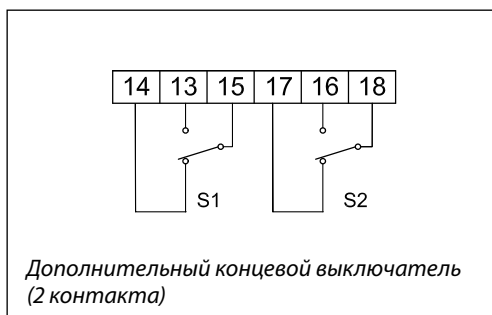 14 13 15 17 16 18
S1 S2
Дополнительный концевой выключатель
(2 контакта)